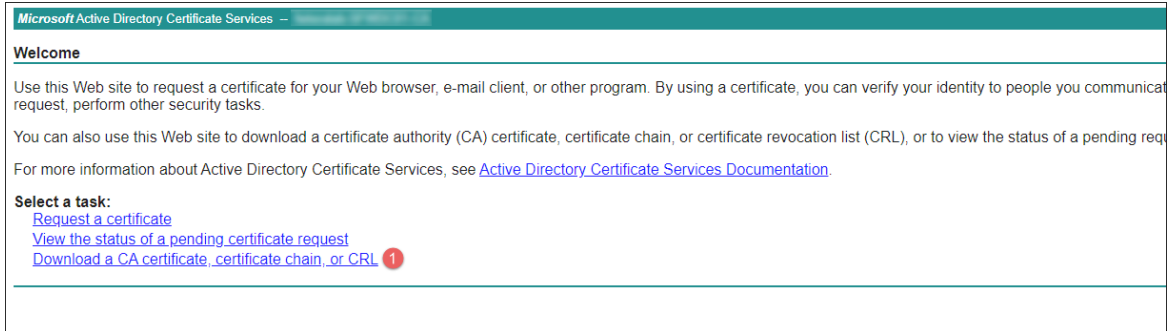 Microsoft Active Directory Certificate Services --
Welcome
Use this Web site to request a certificate for your Web browser, e-mail client, or other program. By using a certificate, you can verify your identity to people you communicat
request, perform other security tasks.
You can also use this Web site to download a certificate authority (CA) certificate, certificate chain, or certificate revocation list (CRL), or to view the status of a pending requ
For more information about Active Directory Certificate Services, see Active Directory Certificate Services Documentation.
Select a task:
Request a certificate
View the status of a pending certificate request
Download a CA certificate, certificate chain, or CRL 1